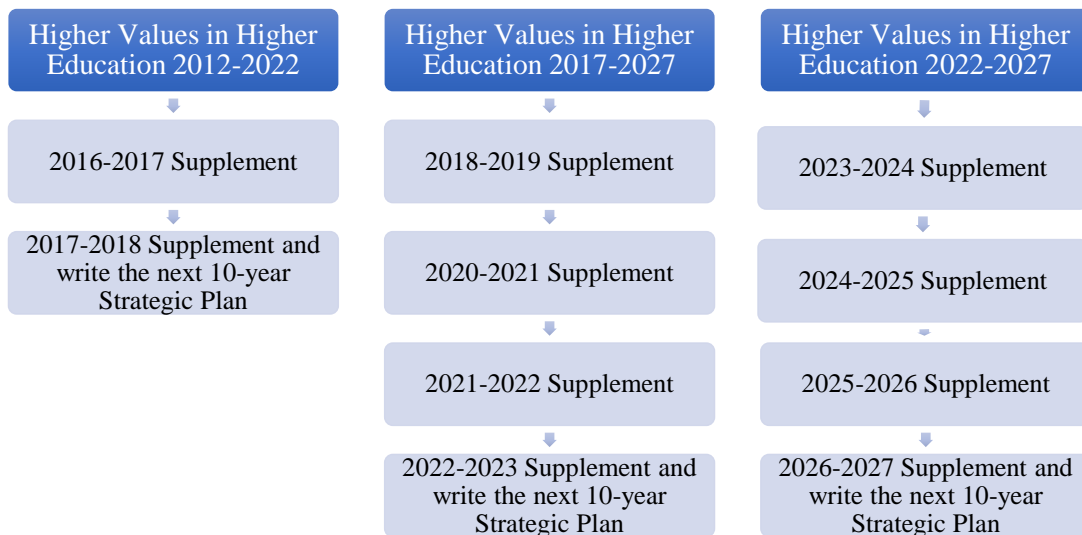 Higher Values in Higher
Education 2012-2022
2016-2017 Supplement
2017-2018 Supplement and
write the next 10-year
Strategic Plan
Higher Values in Higher
Education 2017-2027
2018-2019 Supplement
2020-2021 Supplement
2021-2022 Supplement
2022-2023 Supplement and
write the next 10-year
Strategic Plan
Higher Values in Higher
Education 2022-2027
2023-2024 Supplement
2024-2025 Supplement
2025-2026 Supplement
2026-2027 Supplement and
write the next 10-year
Strategic Plan